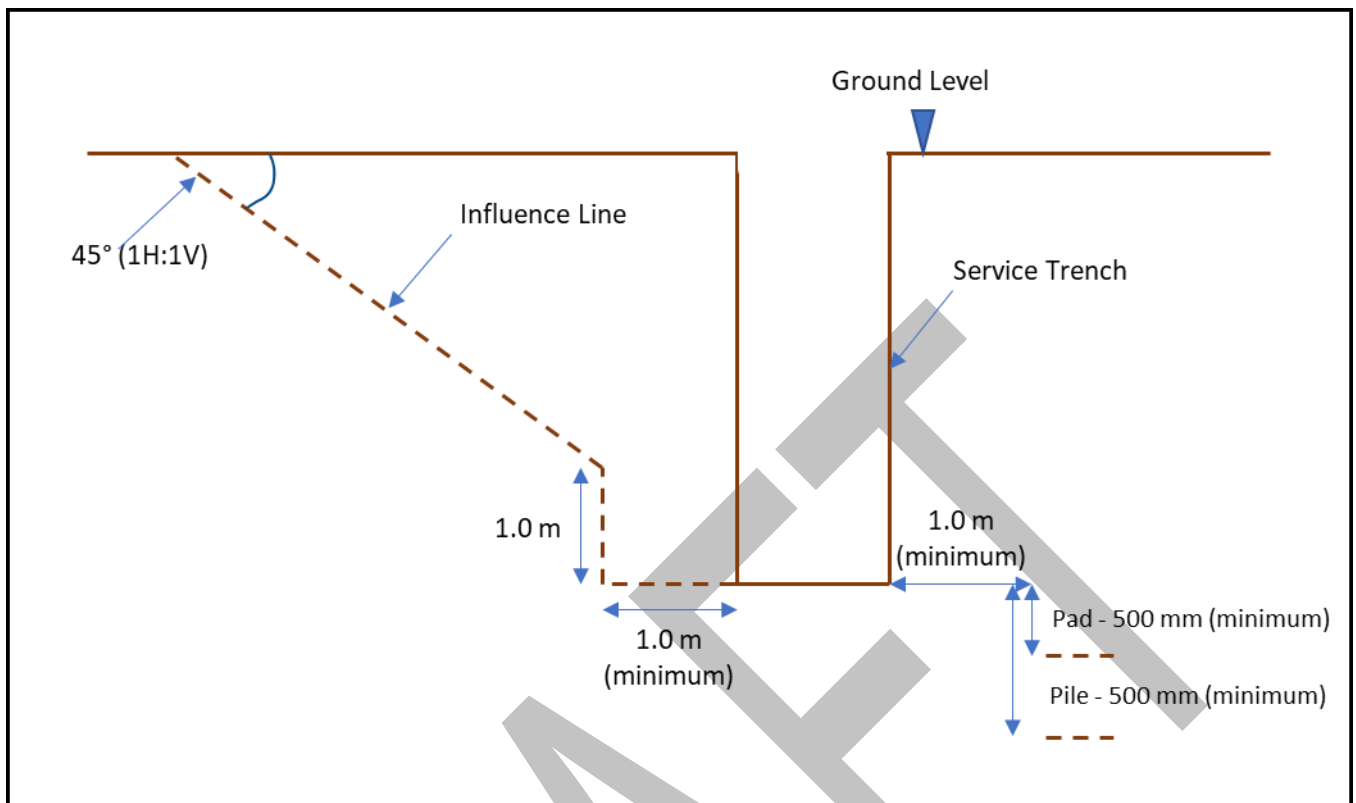 Ground Level
Influence Line
45° (1H:1V)
Service Trench
1.0 m
1.0 m
(minimum)
1.0 m
(minimum)
Pad - 500 mm (minimum)
Pile - 500 mm (minimum)